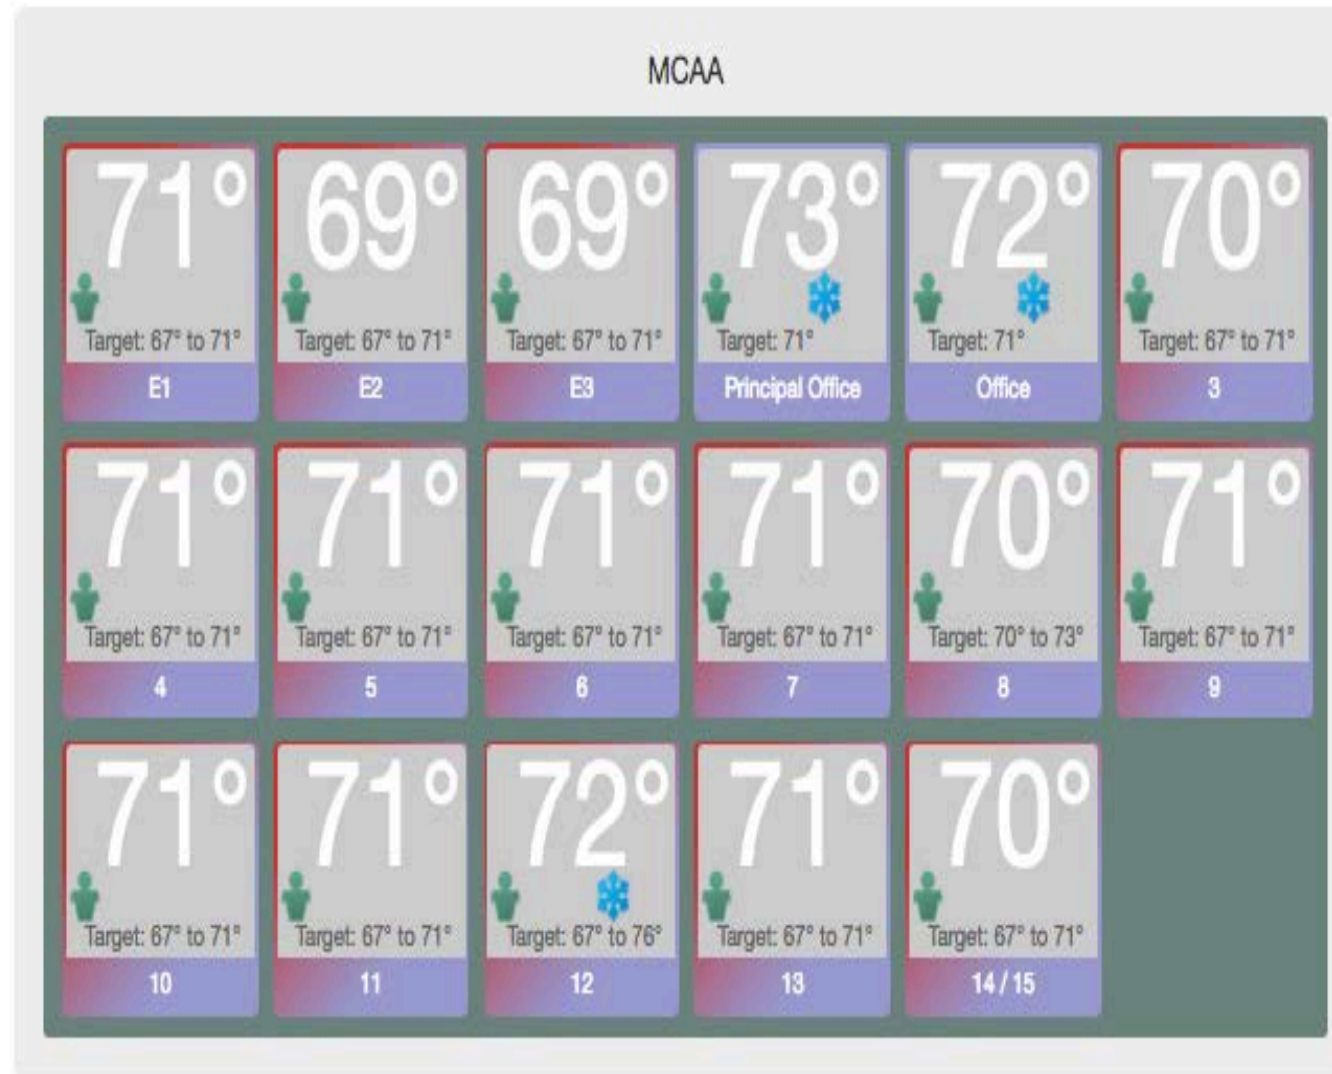 MCAA
71° 69° 69° 73° 72° 70°
Target: 67° to 71° Target: 67° to 71° Target: 67° to 71° Target: 71° Target: 71° Target: 67° to 71°
E1 E2 E3 Principal Office Office 3
71° 71° 71° 71° 70° 71°
Target: 67° to 71° Target: 67° to 71° Target: 67° to 71° Target: 67° to 71° Target: 70° to 73° Target: 67° to 71°
4 5 6 7 8 9
71° 71° 72° 71° 70°
Target: 67° to 71° Target: 67° to 71° Target: 67° to 76° Target: 67° to 71° Target: 67° to 71°
10 11 12 13 14 / 15